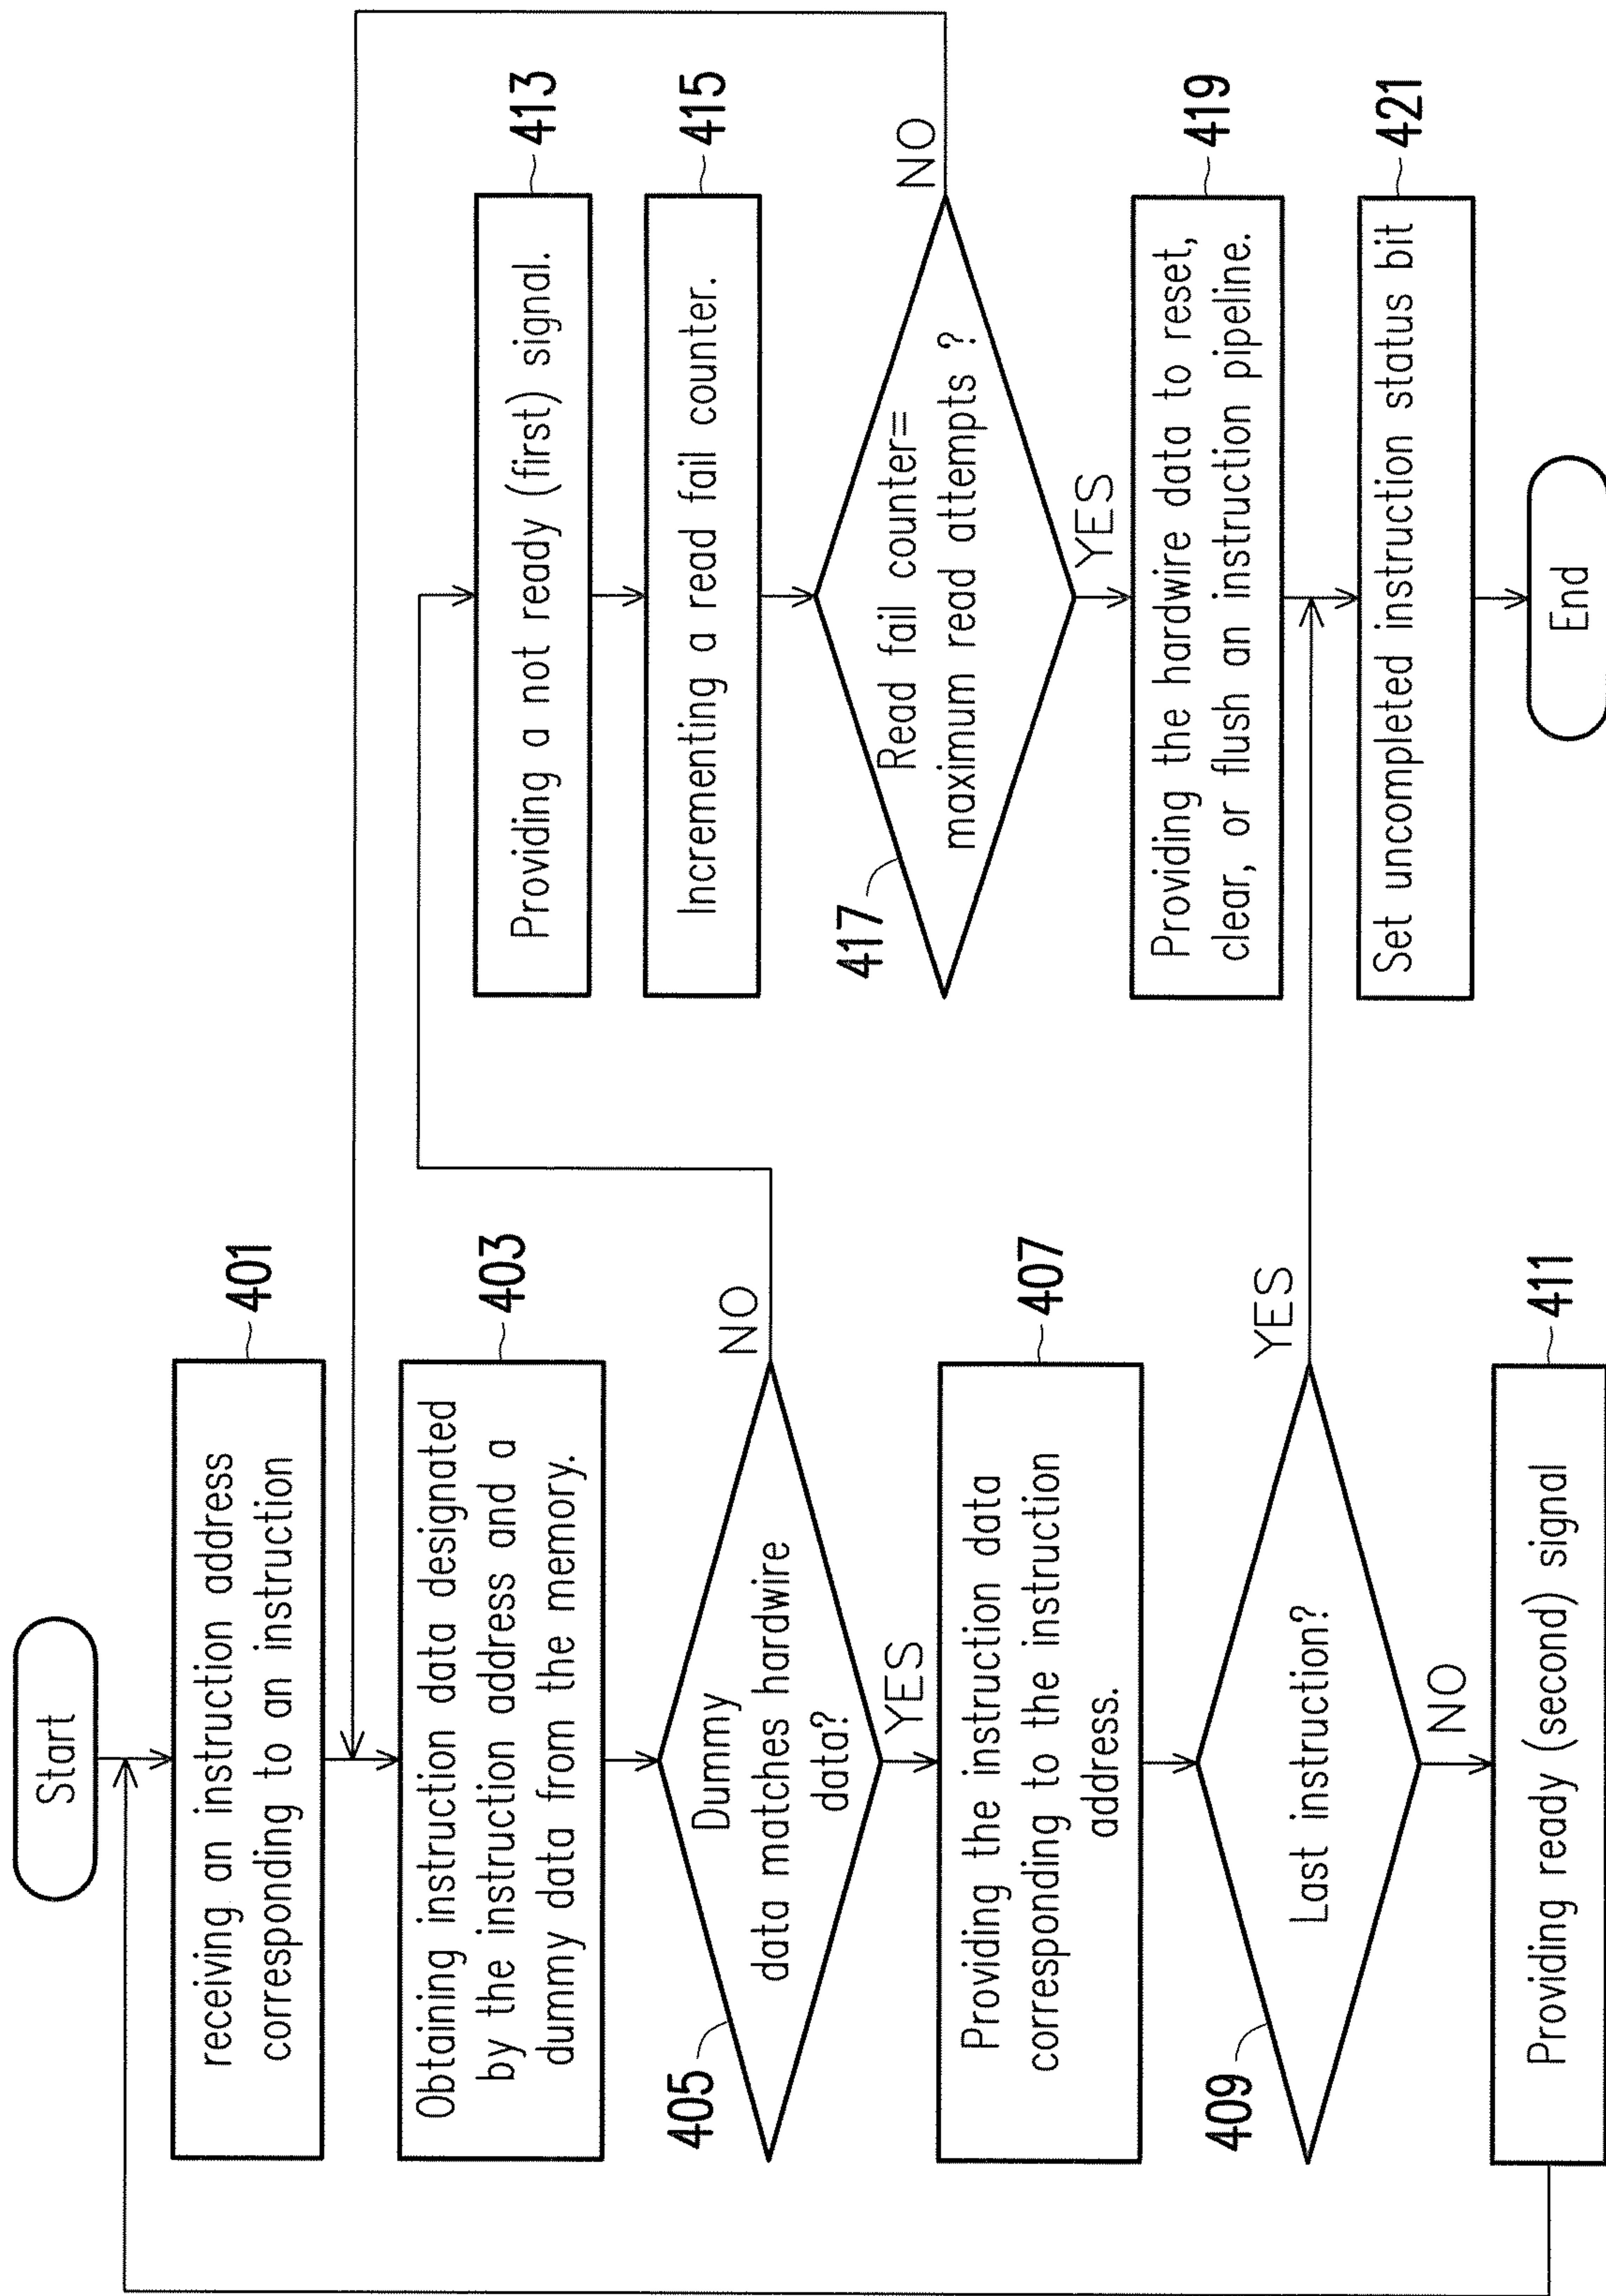 Start
receiving an instruction address
corresponding to an instruction
401
Obtaining instruction data designated
by the instruction address and a
dummy data from the memory.
403
Dummy
data matches hardwire
data?
405
NO
YES
Providing the instruction data
corresponding to the instruction
address.
407
Last instruction?
409
YES
NO
Providing ready (second) signal
411
Providing a not ready (first) signal.
413
Incrementing a read fail counter.
415
Read fail counter=
maximum read attempts ?
417
NO
YES
Providing the hardwire data to reset,
clear, or flush an instruction pipeline.
419
Set uncompleted instruction status bit
421
End